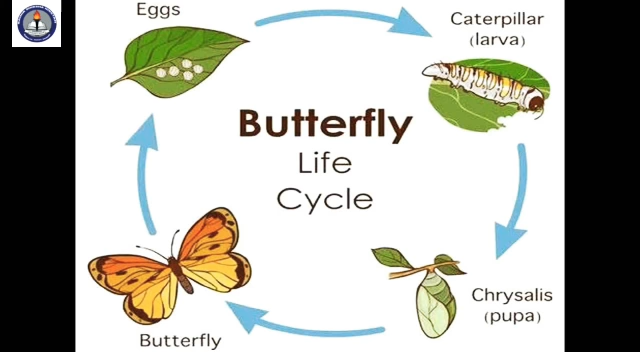 Eggs
Caterpillar
(larva)
Butterfly
Life
Cycle
Chrysalis
(pupa)
Butterfly